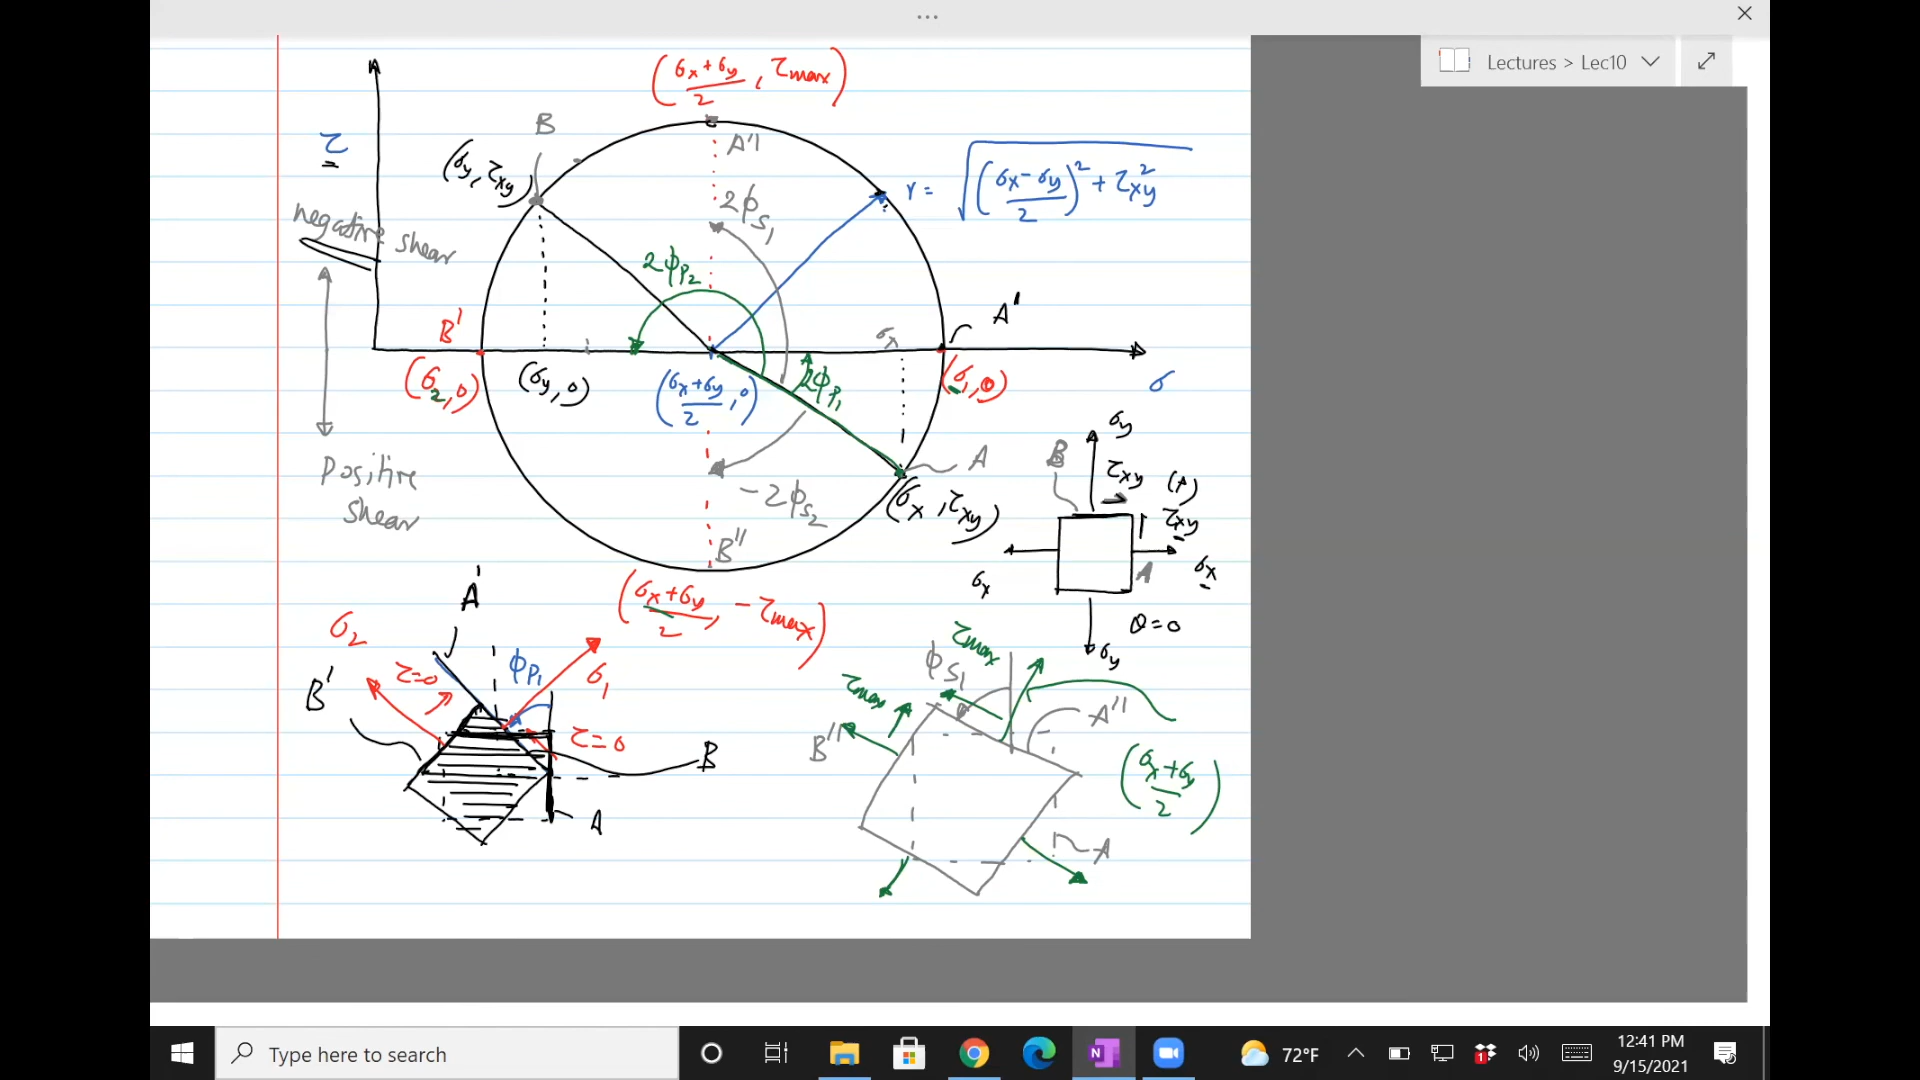 Lectures > Lec10
(σx+σy/2, τmax)
τ
B
A''
(σy, τxy)
r = √((σx-σy/2)² + τxy²)
2φs1
negative shear
2φp2
A'
B'
σx
(σ2, 0)
(σy, 0)
(σx+σy/2, 0)
2φp1
(σ1, 0)
σ
σy
Positive
shear
A
B
τxy (A)
-2φs2
(σx, τxy)
τxy
B''
A
σx
σx
A'
(σx+σy/2, -τmax)
θ=0
σy
σ2
φp1
τ=0
σ1
B'
τ=0
B
A
τmax
φs1
τmax
A''
B''
(σx+σy/2)
A
Type here to search
N
72°F
1
12:41 PM
9/15/2021